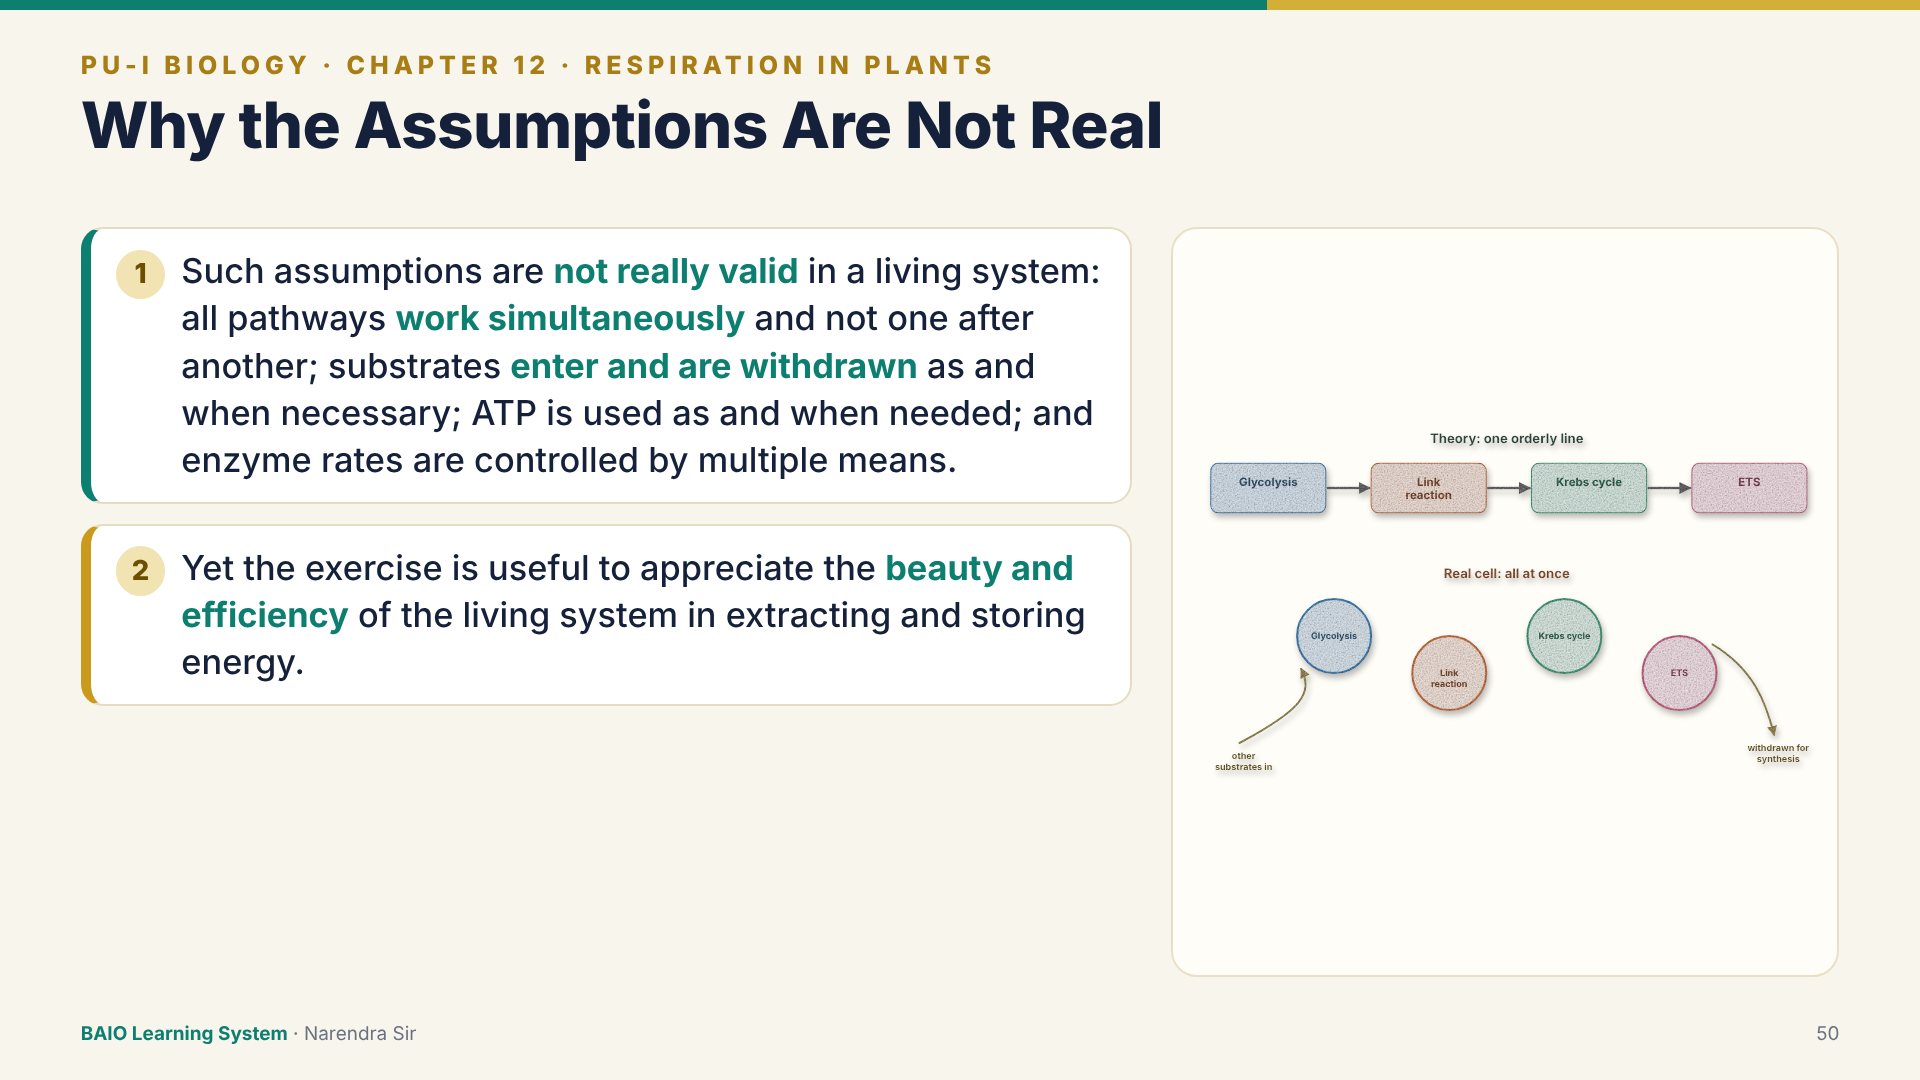 PU-I BIOLOGY · CHAPTER 12 · RESPIRATION IN PLANTS
Why the Assumptions Are Not Real
1
Such assumptions are not really valid in a living system:
all pathways work simultaneously and not one after
another; substrates enter and are withdrawn as and
when necessary; ATP is used as and when needed; and
enzyme rates are controlled by multiple means.
2
Yet the exercise is useful to appreciate the beauty and
efficiency of the living system in extracting and storing
energy.
Theory: one orderly line
Glycolysis
Link
reaction
Krebs cycle
ETS
Real cell: all at once
Glycolysis
Link
reaction
Krebs cycle
ETS
other
substrates in
withdrawn for
synthesis
BAIO Learning System · Narendra Sir
50